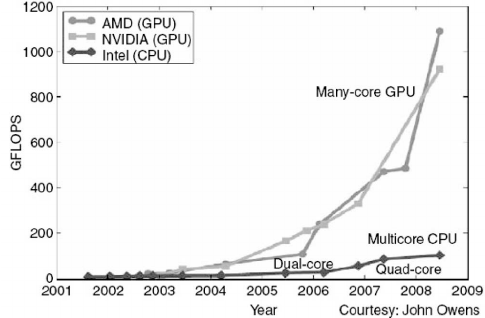 1200
AMD (GPU)
NVIDIA (GPU)
Intel (CPU)
1000
800
Many-core GPU
GFLOPS
600
400
200
Multicore CPU
Dual-core
Quad-core
0
2001 2002 2003 2004 2005 2006 2007 2008 2009
Year
Courtesy: John Owens